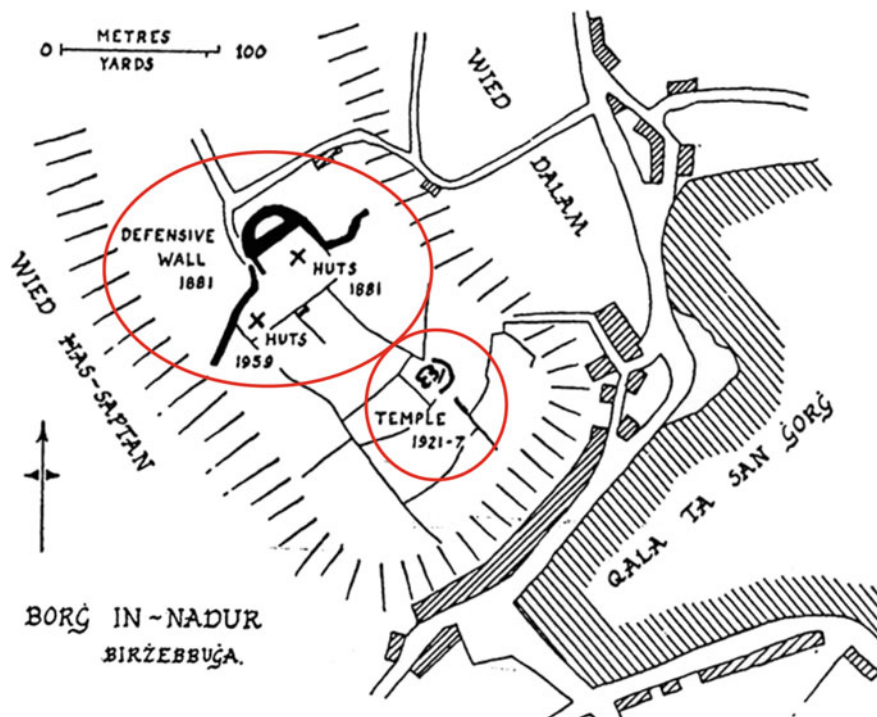 METRES
0 100
YARDS
WIED
DALAM
DEFENSIVE
WALL
1881
HUTS
1881
HUTS
1959
WIED HAS-SAPTAN
TEMPLE
1921-7
QALA TA SAN ĠORĠ
BORĠ IN-NADUR
BIRŻEBBUĠA.